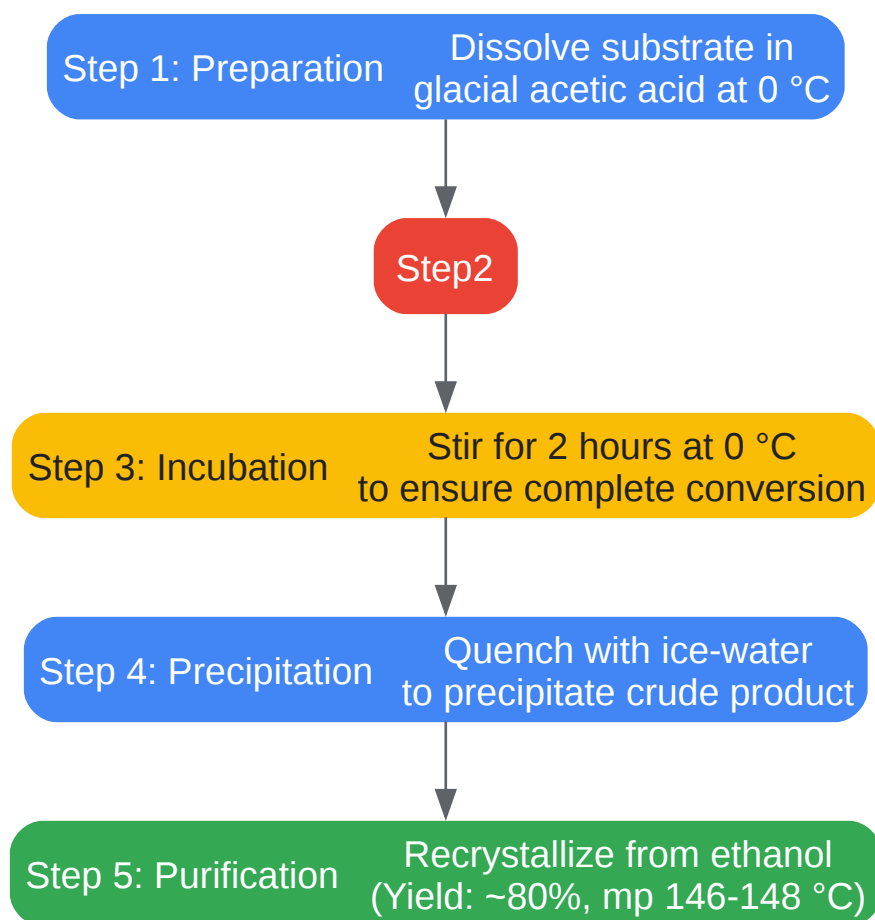 Step 1: Preparation
Dissolve substrate in
glacial acetic acid at 0 °C
Step2
Step 3: Incubation
Stir for 2 hours at 0 °C
to ensure complete conversion
Step 4: Precipitation
Quench with ice-water
to precipitate crude product
Step 5: Purification
Recrystallize from ethanol
(Yield: ~80%, mp 146-148 °C)